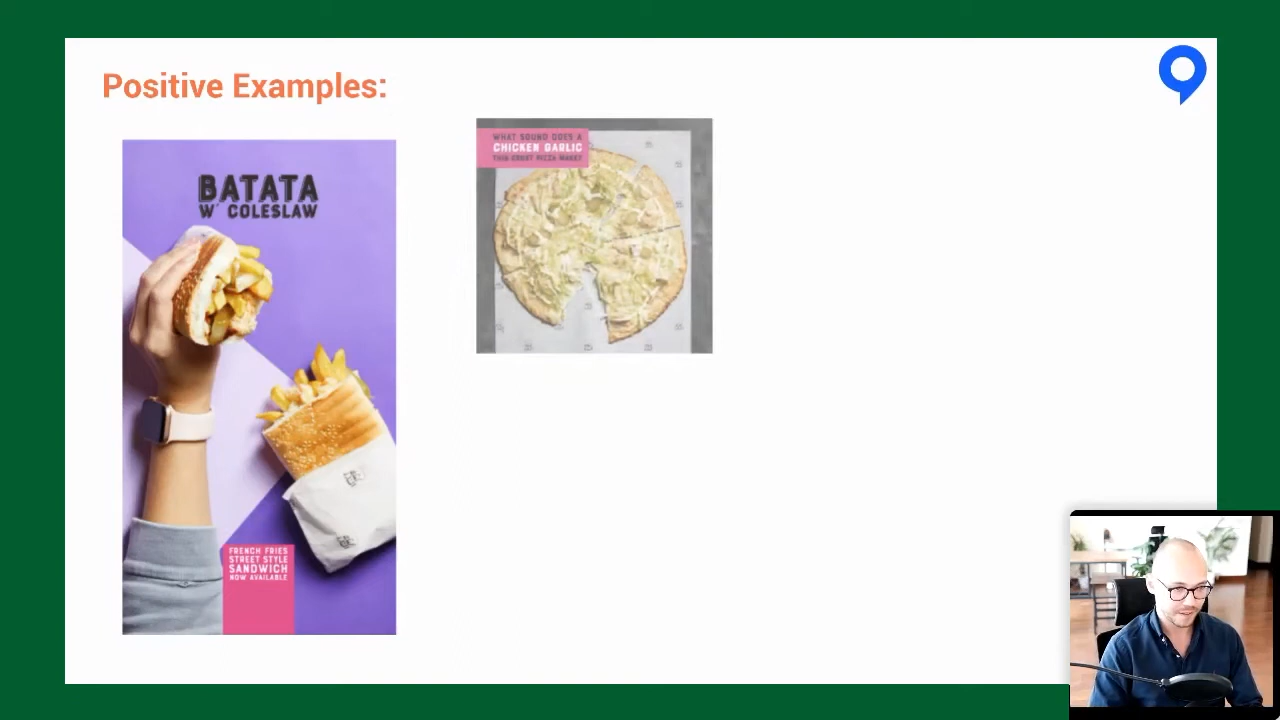 Positive Examples:
BATATA
W' COLESLAW
FRENCH FRIES
STREET STYLE
SANDWICH
NOW AVAILABLE
WHAT SOUND DOES A
CHICKEN GARLIC
THIN CRUST PIZZA MAKE?